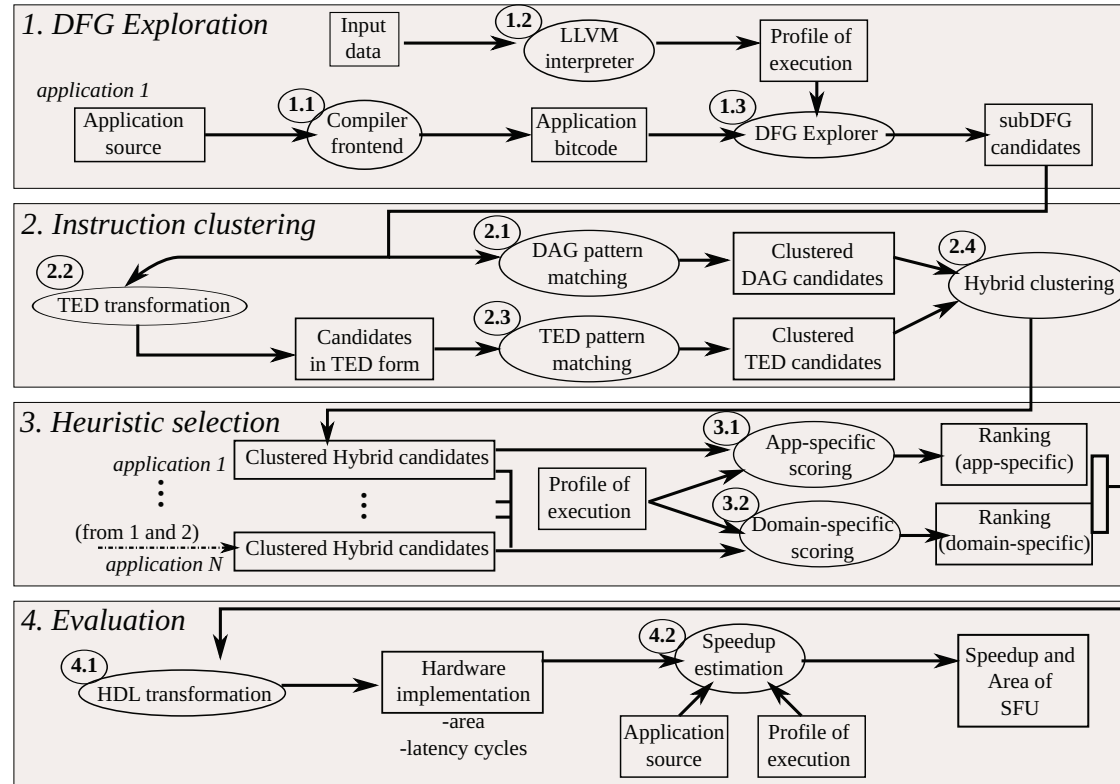 1. DFG Exploration
Input
data
1.2
LLVM
interpreter
Profile of
execution
application 1
Application
source
1.1
Compiler
frontend
Application
bitcode
1.3
DFG Explorer
subDFG
candidates
2. Instruction clustering
2.2
TED transformation
2.1
DAG pattern
matching
Clustered
DAG candidates
2.4
Hybrid clustering
Candidates
in TED form
2.3
TED pattern
matching
Clustered
TED candidates
3. Heuristic selection
application 1
Clustered Hybrid candidates
(from 1 and 2)
application N
Clustered Hybrid candidates
Profile of
execution
3.1
App-specific
scoring
Ranking
(app-specific)
3.2
Domain-specific
scoring
Ranking
(domain-specific)
4. Evaluation
4.1
HDL transformation
Hardware
implementation
-area
-latency cycles
4.2
Speedup
estimation
Application
source
Profile of
execution
Speedup and
Area of
SFU